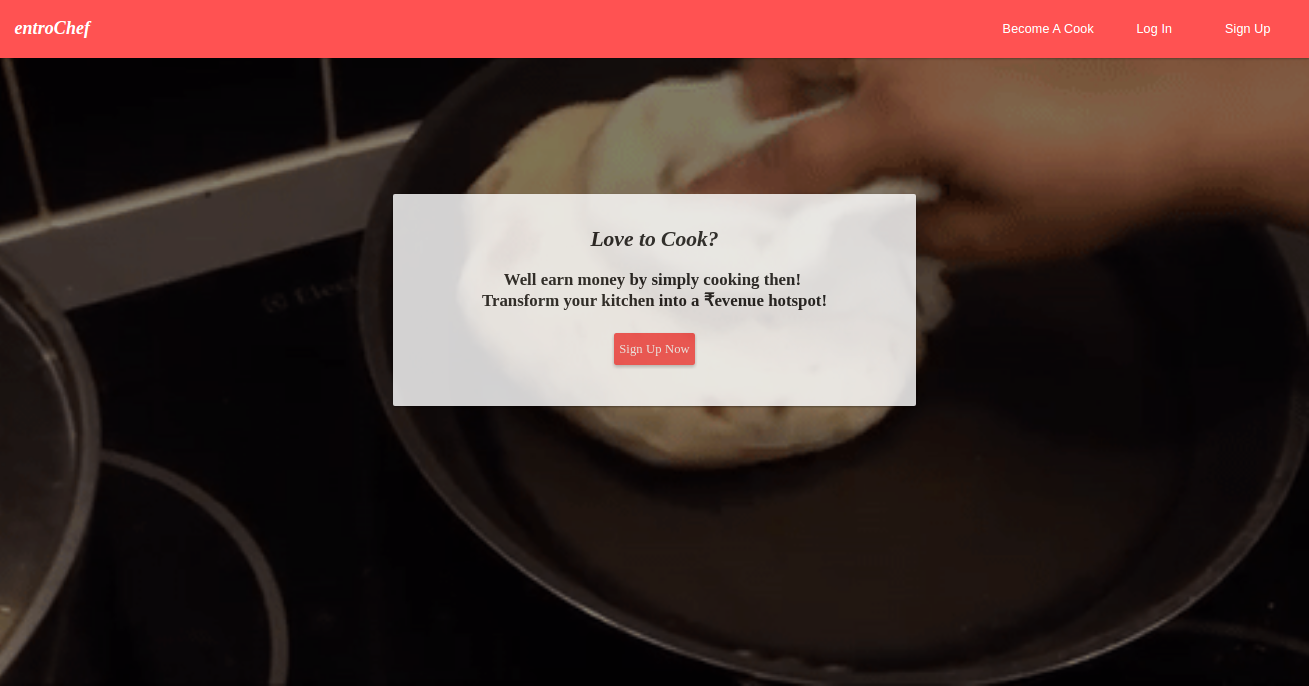 entroChef
Become A Cook
Log In
Sign Up
Love to Cook?
Well earn money by simply cooking then!
Transform your kitchen into a ₹evenue hotspot!
Sign Up Now